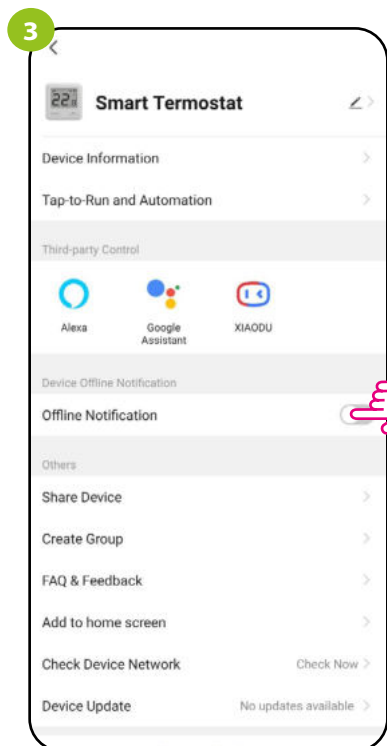 3
22
Smart Termostat
Device Information
Tap-to-Run and Automation
Third-party Control
Alexa
Google
Assistant
XIAODU
Device Offline Notification
Offline Notification
Others
Share Device
Create Group
FAQ & Feedback
Add to home screen
Check Device Network Check Now
Device Update No updates available